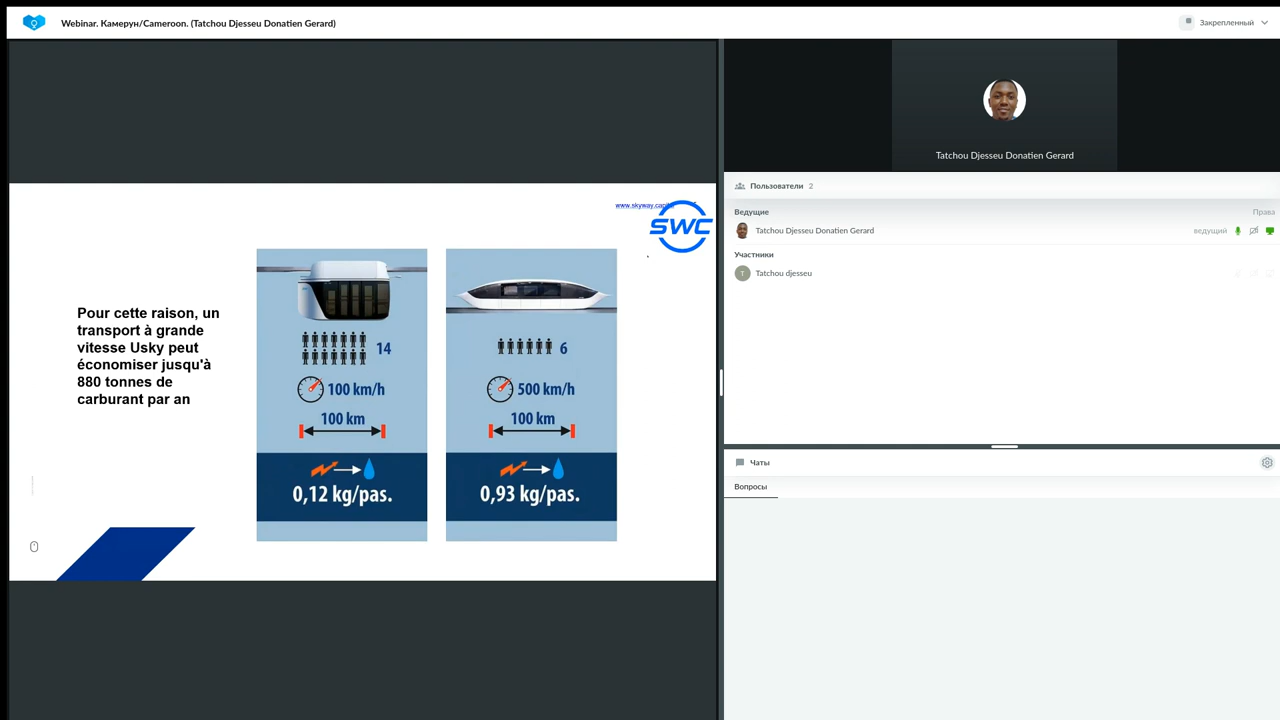 Webinar. Камерун/Cameroon. (Tatchou Djesseu Donatien Gerard)
Закрепленный
Tatchou Djesseu Donatien Gerard
Пользователи 2
Ведущие Права
Tatchou Djesseu Donatien Gerard ведущий
Участники
T Tatchou djesseu
Чаты
Вопросы
SWC
Pour cette raison, un
transport à grande
vitesse Usky peut
économiser jusqu'à
880 tonnes de
carburant par an
14
100 km/h
100 km
0,12 kg/pas.
6
500 km/h
100 km
0,93 kg/pas.